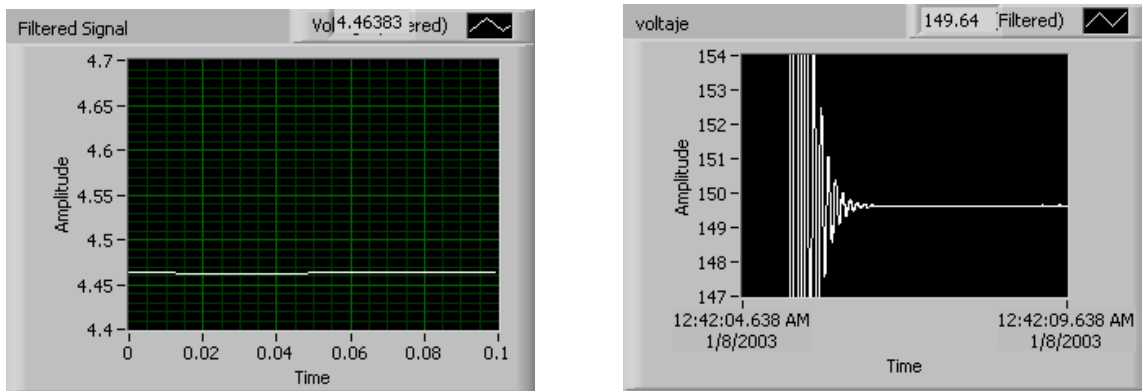 Filtered Signal
Vol 4.46383 ered)
4.7
4.65
4.6
4.55
4.5
4.45
4.4
Amplitude
0 0.02 0.04 0.06 0.08 0.1
Time
voltaje
149.64 Filtered)
154
153
152
151
150
149
148
147
Amplitude
12:42:04.638 AM 12:42:09.638 AM
1/8/2003 1/8/2003
Time